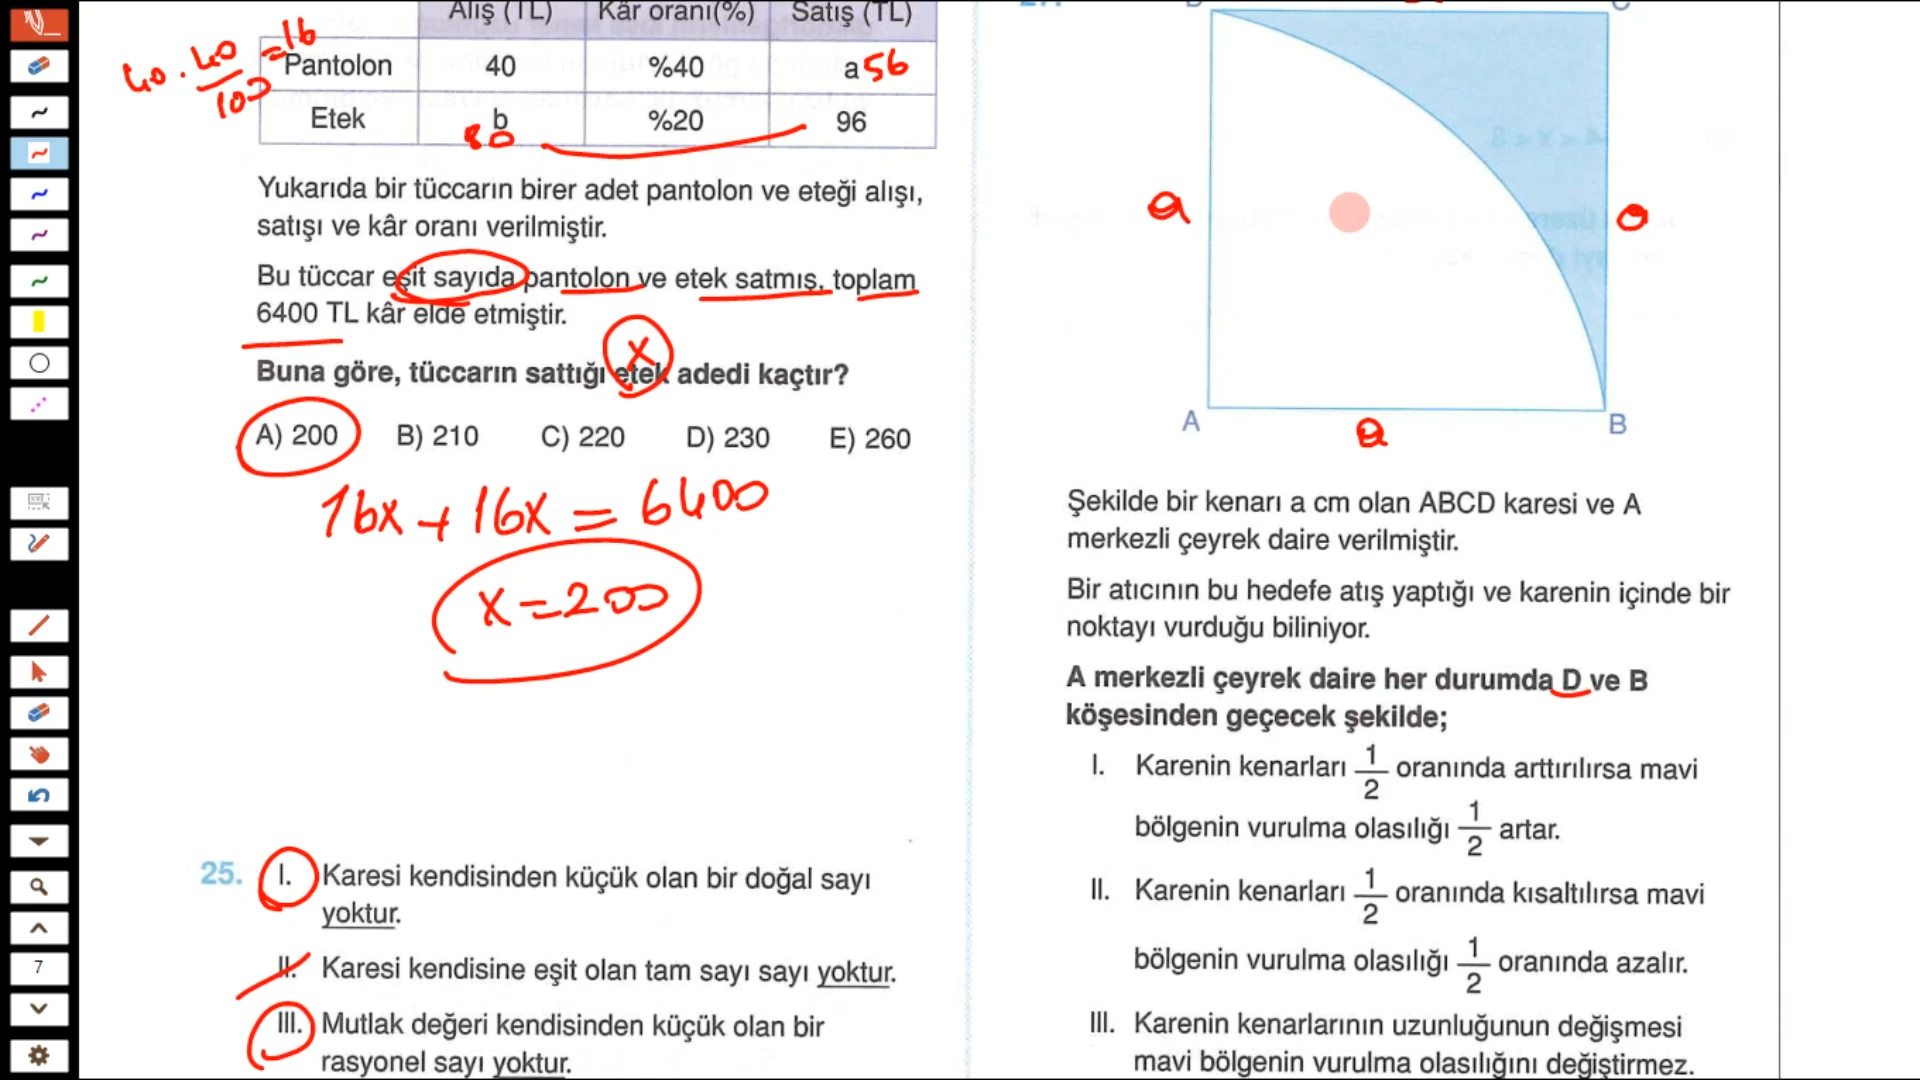 Alış (TL) Kâr oranı(%) Satış (TL)
Pantolon 40 %40 a 56
40 . 40/100 = 16
Etek b %20 96
80
Yukarıda bir tüccarın birer adet pantolon ve eteği alışı,
satışı ve kâr oranı verilmiştir.
Bu tüccar eşit sayıda pantolon ve etek satmış, toplam
6400 TL kâr elde etmiştir.
x
Buna göre, tüccarın sattığı etek adedi kaçtır?
A) 200 B) 210 C) 220 D) 230 E) 260
16x + 16x = 6400
x = 200
25. I. Karesi kendisinden küçük olan bir doğal sayı
yoktur.
II. Karesi kendisine eşit olan tam sayı sayı yoktur.
III. Mutlak değeri kendisinden küçük olan bir
rasyonel sayı yoktur.
a a
A B
a
Şekilde bir kenarı a cm olan ABCD karesi ve A
merkezli çeyrek daire verilmiştir.
Bir atıcının bu hedefe atış yaptığı ve karenin içinde bir
noktayı vurduğu biliniyor.
A merkezli çeyrek daire her durumda D ve B
köşesinden geçecek şekilde;
I. Karenin kenarları 1/2 oranında arttırılırsa mavi
bölgenin vurulma olasılığı 1/2 artar.
II. Karenin kenarları 1/2 oranında kısaltılırsa mavi
bölgenin vurulma olasılığı 1/2 oranında azalır.
III. Karenin kenarlarının uzunluğunun değişmesi
mavi bölgenin vurulma olasılığını değiştirmez.
7